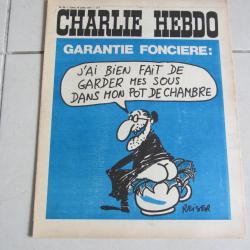 CHARLIE HEBDO
GARANTIE FONCIERE:
J'AI BIEN FAIT DE
GARDER MES SOUS
DANS MON POT DE CHAMBRE
REISER